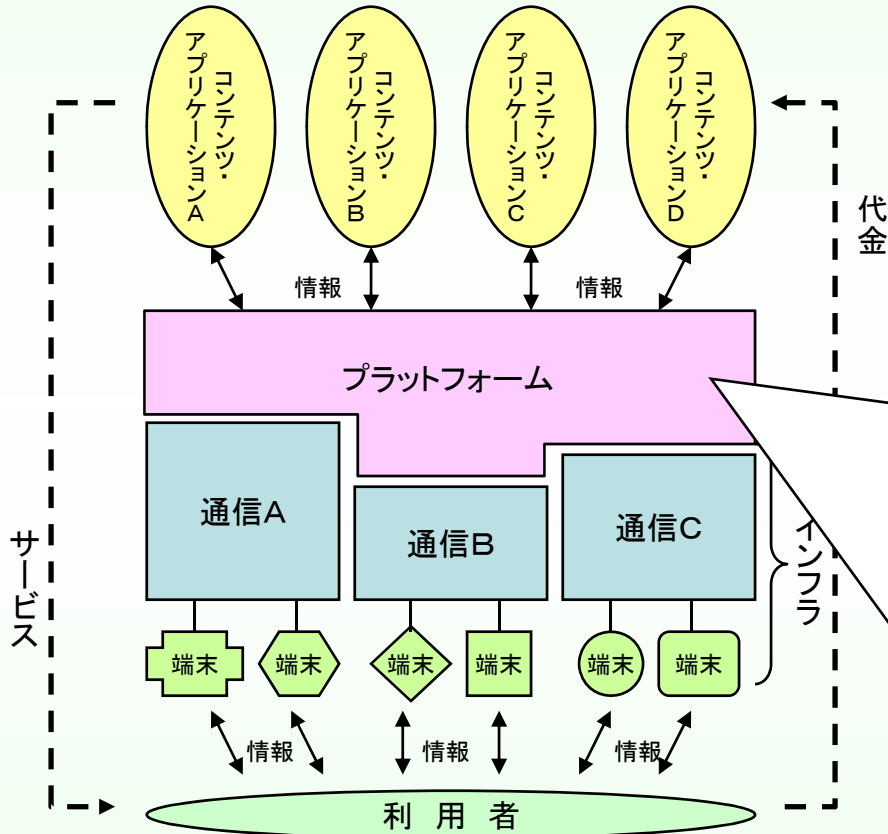 コンテンツ・
アプリケーションA
コンテンツ・
アプリケーションB
コンテンツ・
アプリケーションC
コンテンツ・
アプリケーションD
代金
情報
情報
プラットフォーム
通信A
通信B
通信C
インフラ
サービス
端末
端末
端末
端末
端末
端末
情報
情報
情報
利用者